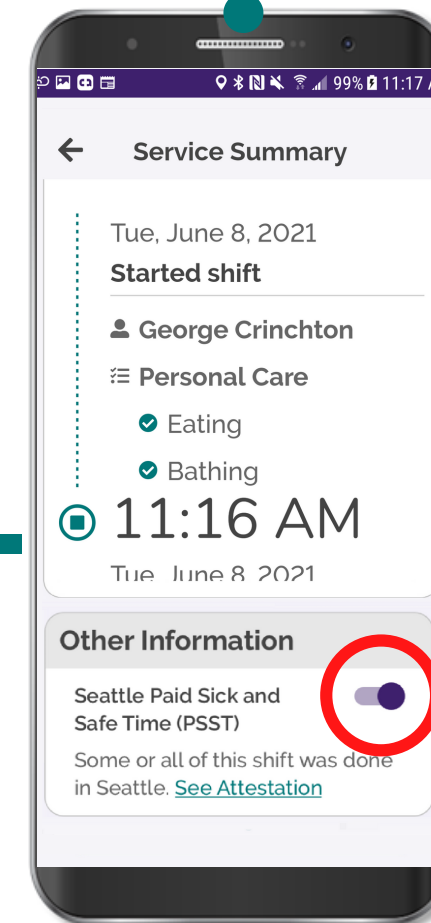 99% 11:17
Service Summary
Tue, June 8, 2021
Started shift
George Crinchton
Personal Care
Eating
Bathing
11:16 AM
Tue, June 8, 2021
Other Information
Seattle Paid Sick and
Safe Time (PSST)
Some or all of this shift was done
in Seattle. See Attestation